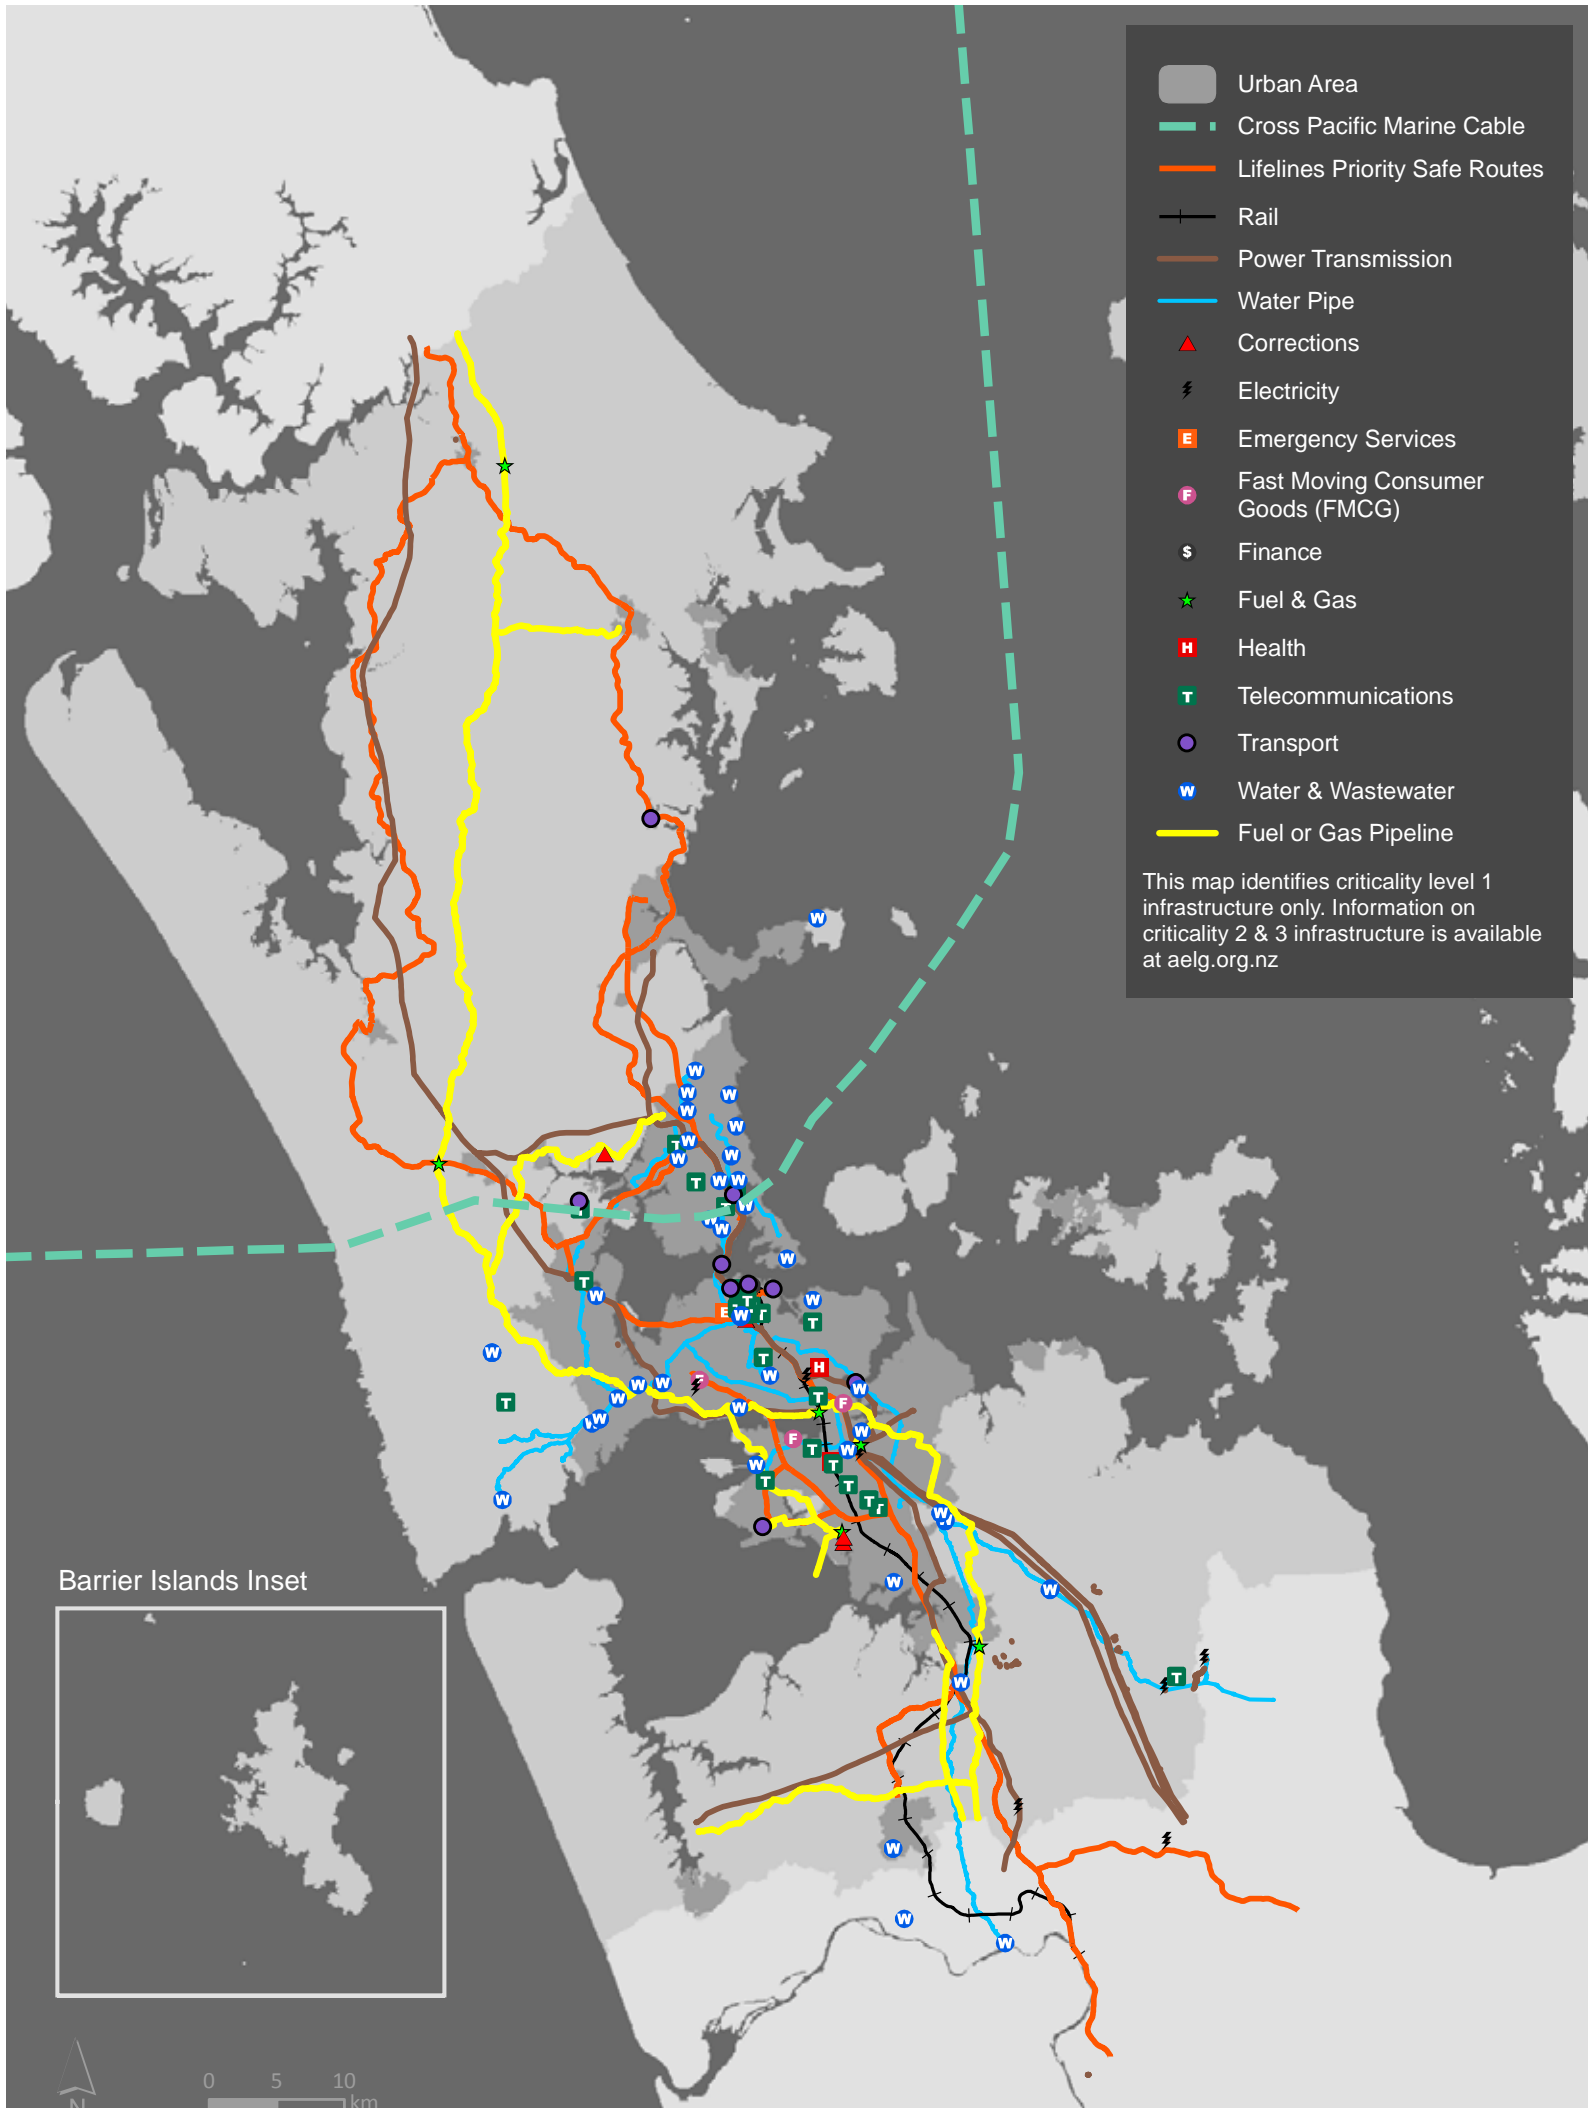 Urban Area
Cross Pacific Marine Cable
Lifelines Priority Safe Routes
Rail
Power Transmission
Water Pipe
Corrections
Electricity
E Emergency Services
F Fast Moving Consumer
Goods (FMCG)
$ Finance
Fuel & Gas
H Health
T Telecommunications
Transport
W Water & Wastewater
Fuel or Gas Pipeline
This map identifies criticality level 1
infrastructure only. Information on
criticality 2 & 3 infrastructure is available
at aelg.org.nz
Barrier Islands Inset
0 5 10
km
N